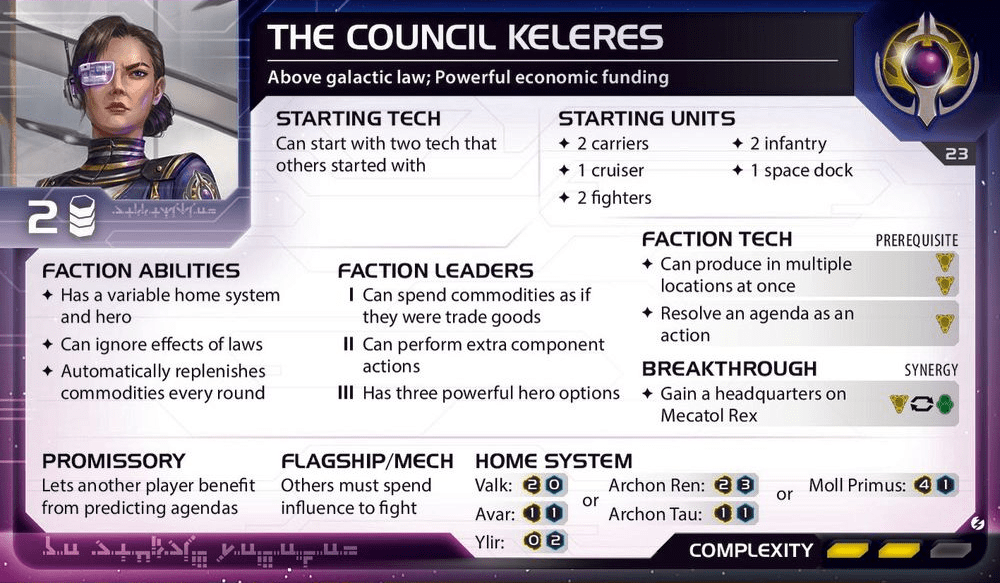 THE COUNCIL KELERES
Above galactic law; Powerful economic funding
23
2
STARTING TECH
Can start with two tech that
others started with
STARTING UNITS
2 carriers
1 cruiser
2 fighters
2 infantry
1 space dock
FACTION ABILITIES
Has a variable home system
and hero
Can ignore effects of laws
Automatically replenishes
commodities every round
FACTION LEADERS
I Can spend commodities as if
they were trade goods
II Can perform extra component
actions
III Has three powerful hero options
FACTION TECH PREREQUISITE
Can produce in multiple
locations at once
Resolve an agenda as an
action
BREAKTHROUGH SYNERGY
Gain a headquarters on
Mecatol Rex
PROMISSORY
Lets another player benefit
from predicting agendas
FLAGSHIP/MECH
Others must spend
influence to fight
HOME SYSTEM
Valk: 2 0
Avar: 1 1
Ylir: 0 2
or
Archon Ren: 2 3
Archon Tau: 1 1
or
Moll Primus: 4 1
COMPLEXITY